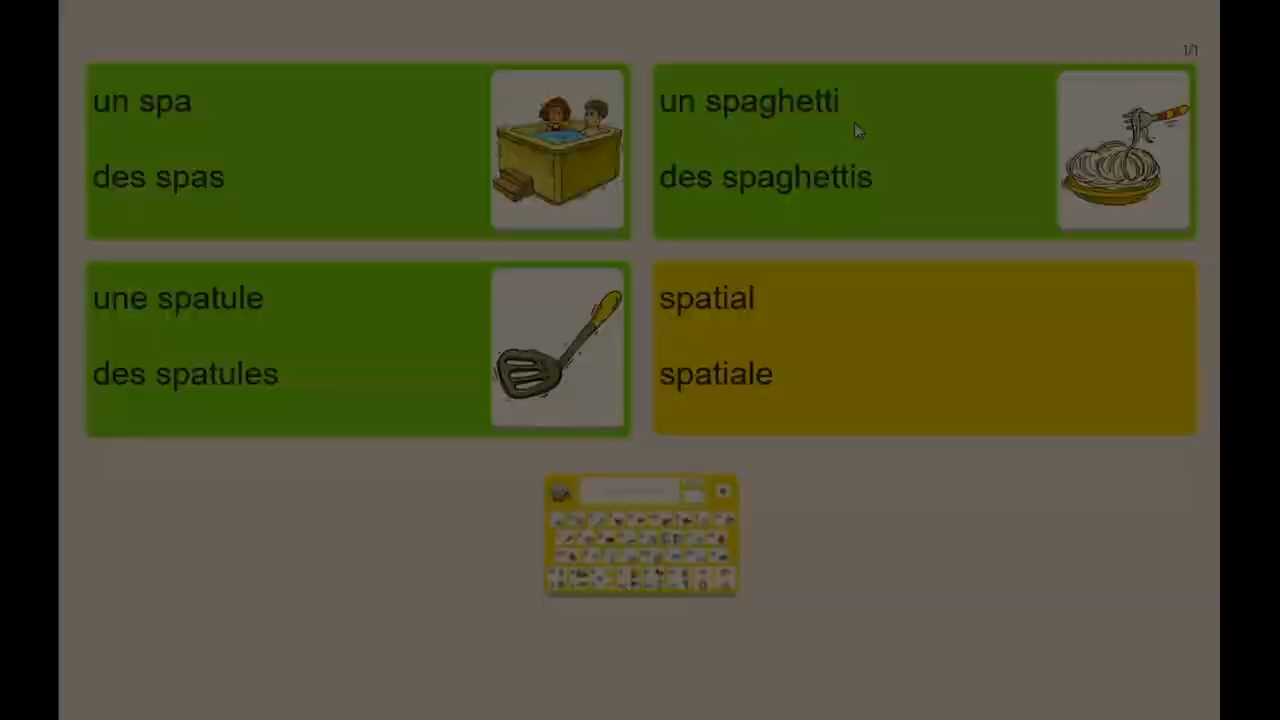 1/1
un spa
des spas
un spaghetti
des spaghettis
une spatule
des spatules
spatial
spatiale